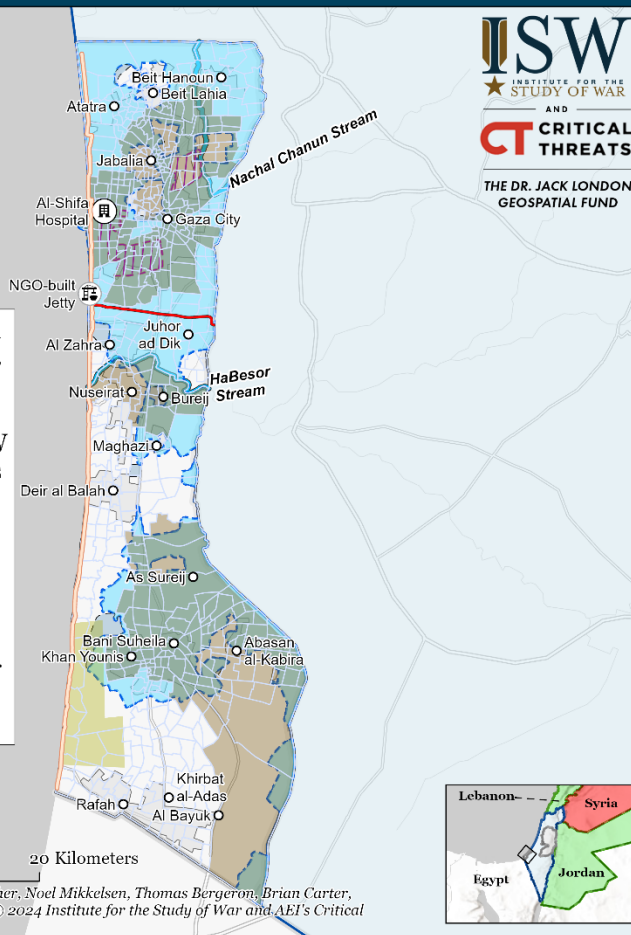 ISW
INSTITUTE FOR THE
STUDY OF WAR
AND
CT CRITICAL
THREATS
THE DR. JACK LONDON
GEOSPATIAL FUND
Beit Hanoun
Beit Lahia
Atatra
Nachal Chanun Stream
Jabalia
Al-Shifa
Hospital
Gaza City
NGO-built
Jetty
Juhor
ad Dik
Al Zahra
HaBesor
Stream
Nuseirat
Bureij
Maghazi
Deir al Balah
As Sureij
Bani Suheila
Abasan
al-Kabira
Khan Younis
Khirbat
al-Adas
Rafah
Al Bayuk
Lebanon
Syria
Egypt
Jordan
20 Kilometers
Noel Mikkelsen, Thomas Bergeron, Brian Carter,
© 2024 Institute for the Study of War and AEI's Critical